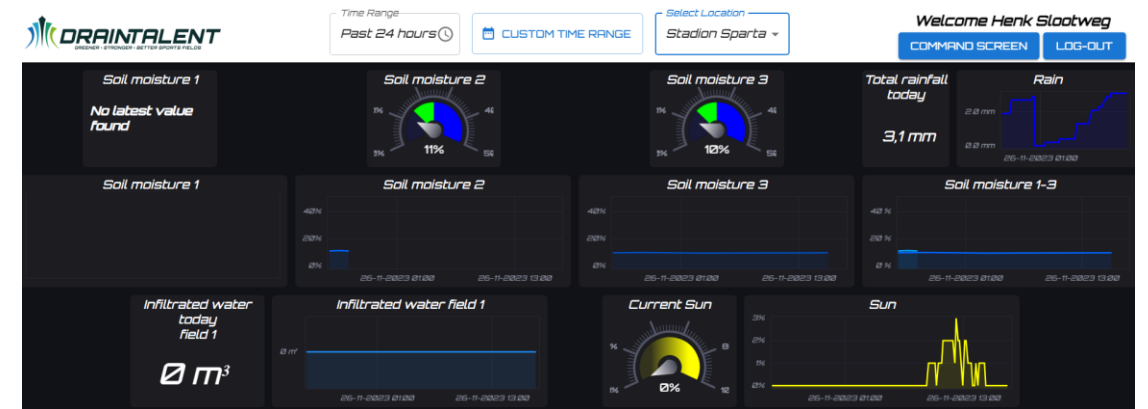 DRAINTALENT
GREENER - STRONGER - BETTER SPORTS FIELDS
Time Range
Past 24 hours
CUSTOM TIME RANGE
Select Location
Stadion Sparta
Welcome Henk Slootweg
COMMAND SCREEN
LOG-OUT
Soil moisture 1
No latest value
found
Soil moisture 2
11%
Soil moisture 3
10%
Total rainfall
today
3,1 mm
Rain
2.0 mm
0.0 mm
26-11-2023 01:00
Soil moisture 1
Soil moisture 2
40%
20%
0%
26-11-2023 01:00 26-11-2023 13:00
Soil moisture 3
40%
20%
0%
26-11-2023 01:00 26-11-2023 13:00
Soil moisture 1-3
40 %
20 %
0 %
26-11-2023 01:00 26-11-2023 13:00
Infiltrated water
today
field 1
0 m³
Infiltrated water field 1
0 m³
26-11-2023 01:00 26-11-2023 13:00
Current Sun
0%
Sun
3%
2%
1%
0%
26-11-2023 01:00 26-11-2023 13:00